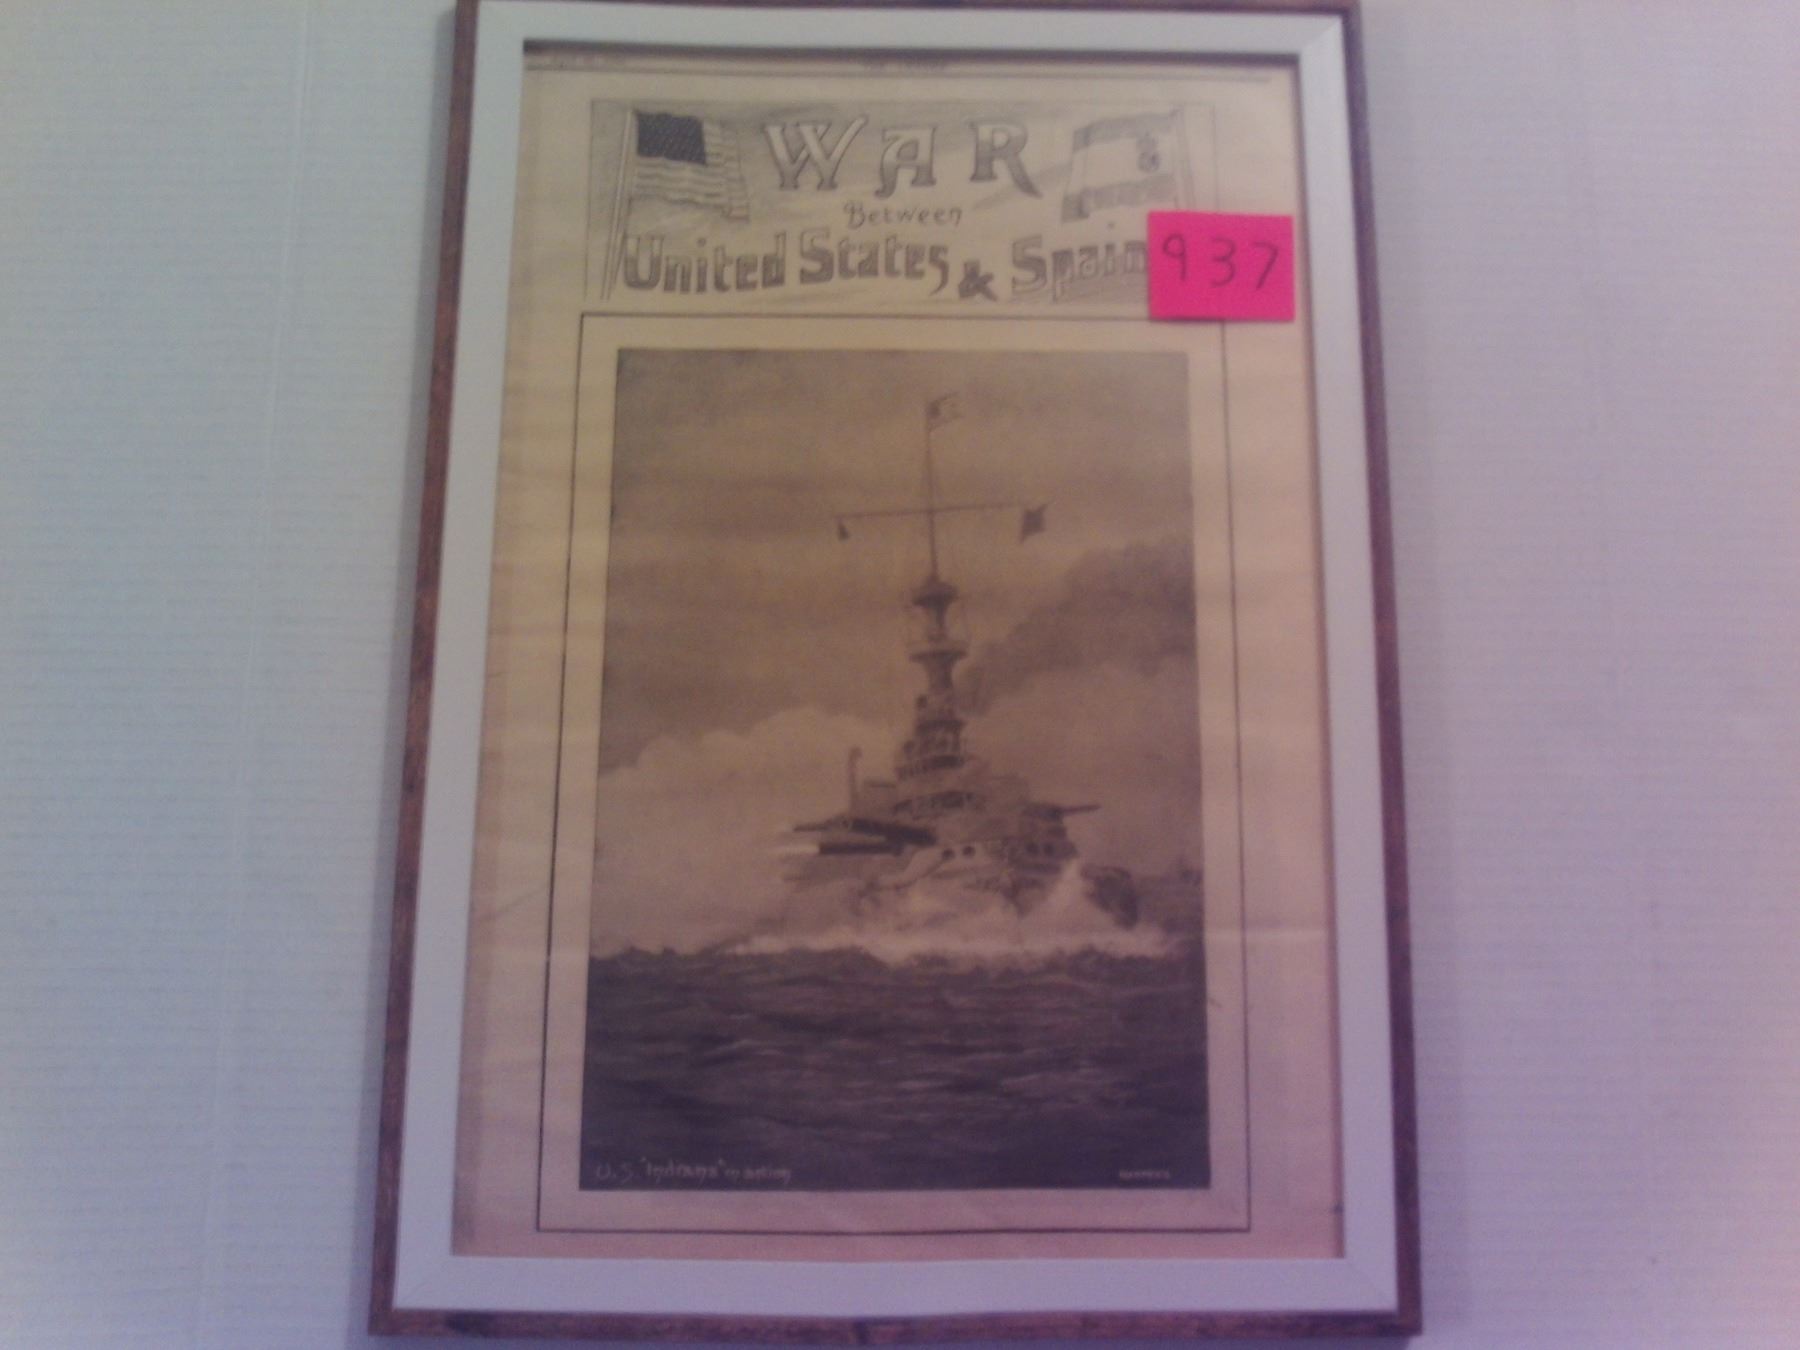 WAR
Between
United States & Spain
937
U.S. "Indiana" in action